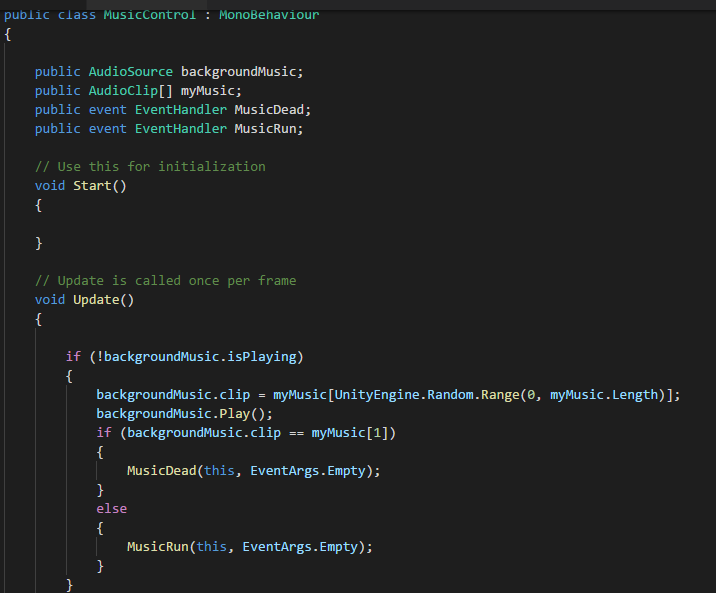 public class MusicControl : MonoBehaviour
{
public AudioSource backgroundMusic;
public AudioClip[] myMusic;
public event EventHandler MusicDead;
public event EventHandler MusicRun;
// Use this for initialization
void Start()
{
}
// Update is called once per frame
void Update()
{
if (!backgroundMusic.isPlaying)
{
backgroundMusic.clip = myMusic[UnityEngine.Random.Range(0, myMusic.Length)];
backgroundMusic.Play();
if (backgroundMusic.clip == myMusic[1])
{
MusicDead(this, EventArgs.Empty);
}
else
{
MusicRun(this, EventArgs.Empty);
}
}